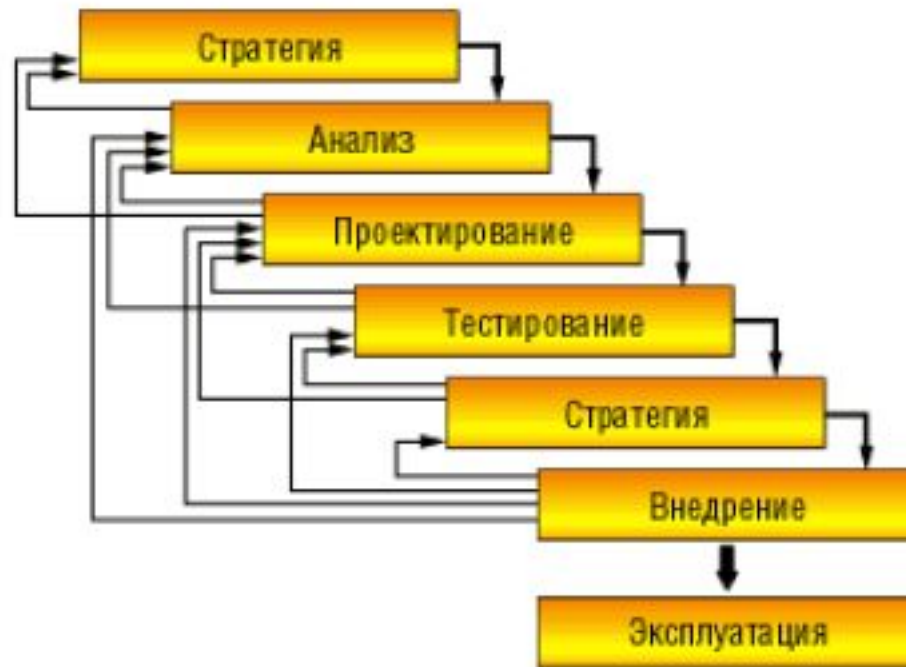 Стратегия
Анализ
Проектирование
Тестирование
Стратегия
Внедрение
Эксплуатация